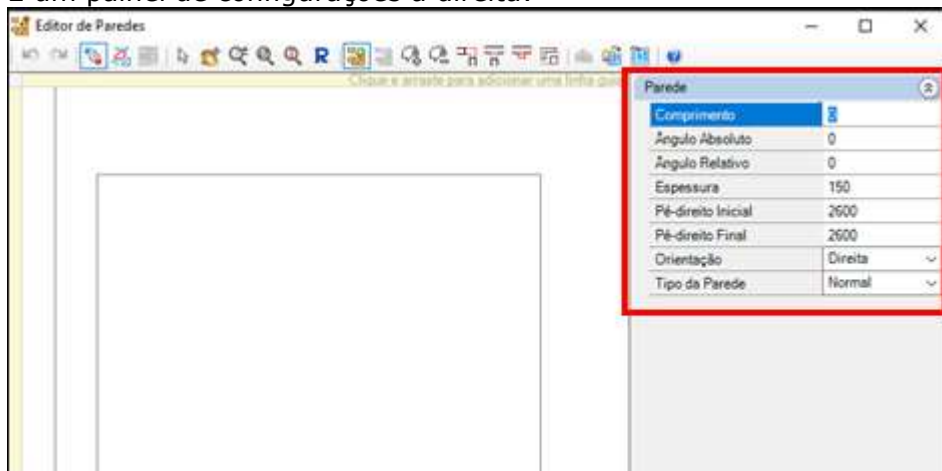 E um painel de configurações à direita:
Editor de Paredes
R
Clique e arraste para adicionar uma linha guia
Parede
Comprimento 0
Ângulo Absoluto 0
Ângulo Relativo 0
Espessura 150
Pé-direito Inicial 2600
Pé-direito Final 2600
Orientação Direita
Tipo da Parede Normal